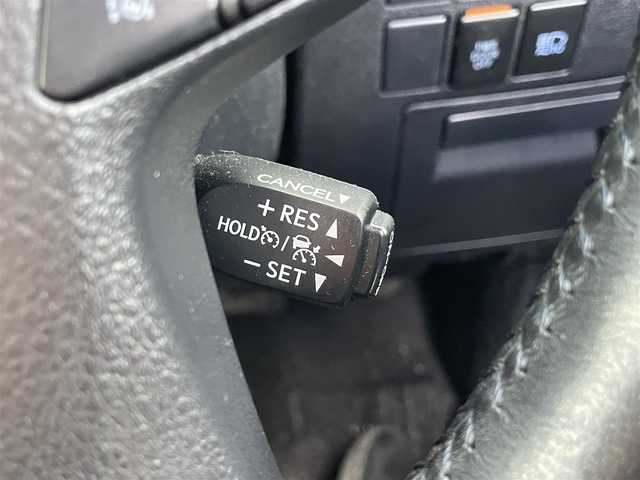 CANCEL▼
+ RES ▲
HOLD / ◀
− SET ▼